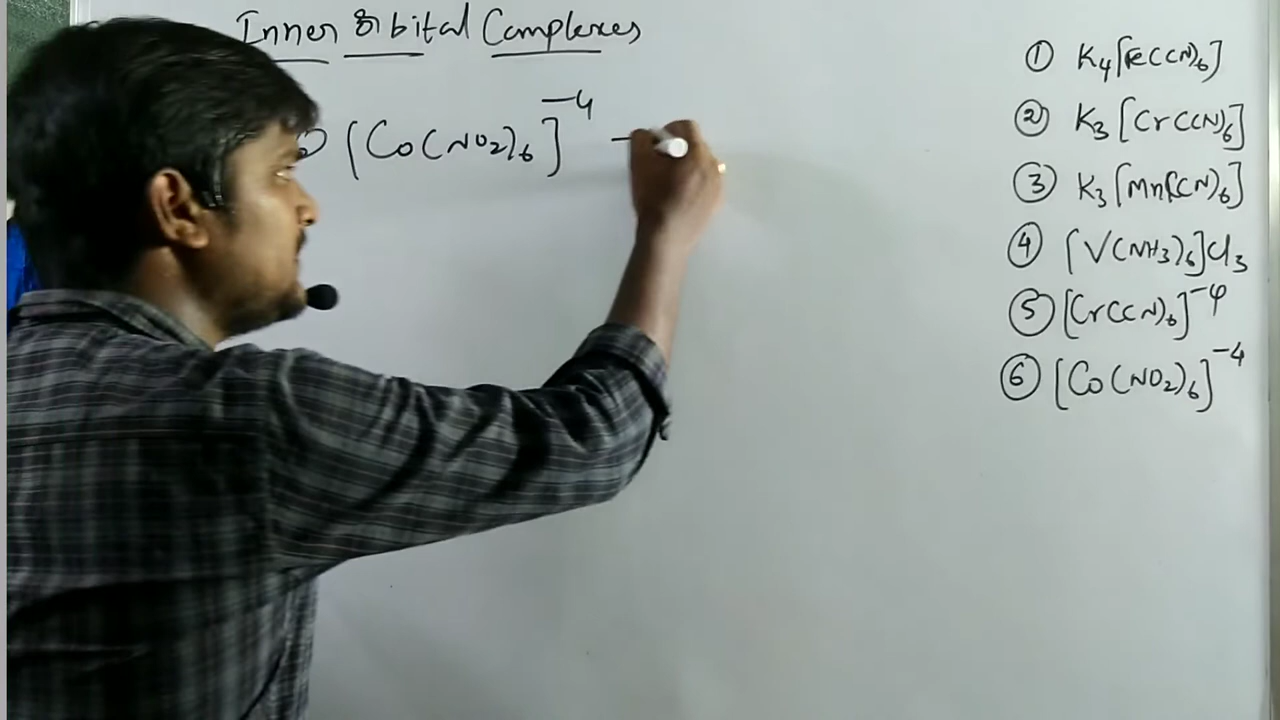 Inner Orbital Complexes
[Co(NO2)6]-4
① K4[Fe(CN)6]
② K3[Cr(CN)6]
③ K3[Mn(CN)6]
④ [V(NH3)6]Cl3
⑤ [Cr(CN)6]-4
⑥ [Co(NO2)6]-4